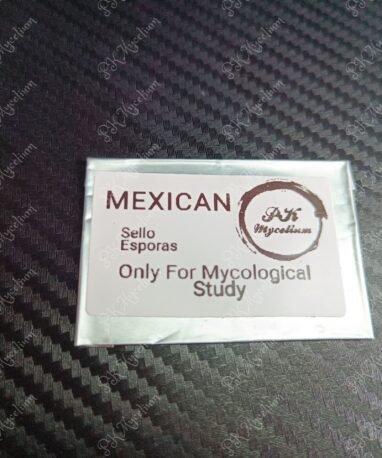 MEXICAN
Sello
Esporas
Only For Mycological
Study
PK
Mycelium